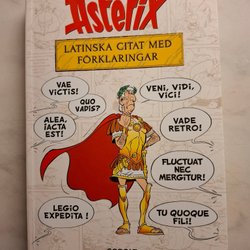 Asterix
LATINSKA CITAT MED
FÖRKLARINGAR
VAE
VICTIS!
QUO
VADIS?
VENI, VIDI,
VICI!
ALEA,
IACTA
EST!
VADE
RETRO!
FLUCTUAT
NEC
MERGITUR!
LEGIO
EXPEDITA!
TU QUOQUE
FILI!